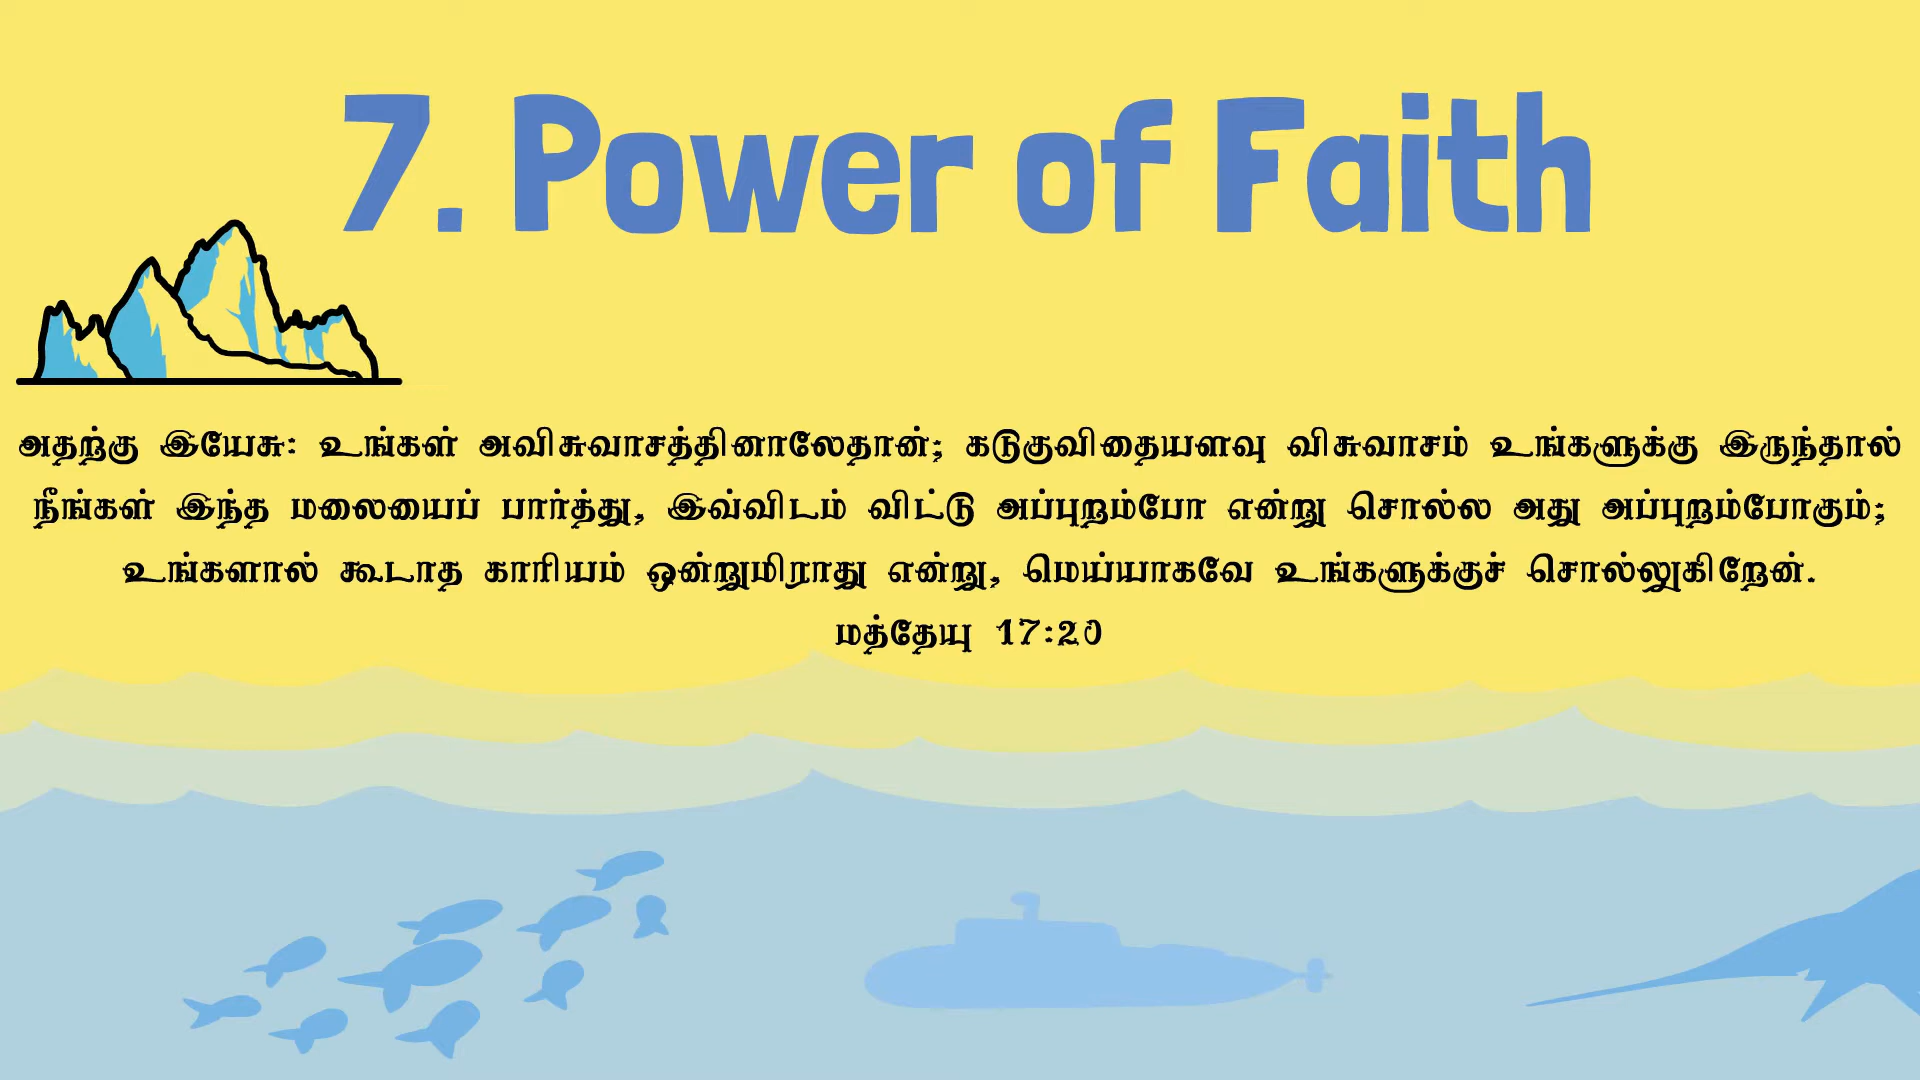 7. Power of Faith
அதற்கு இயேசு: உங்கள் அவிசுவாசத்தினாலேதான்; கடுகுவிதையளவு விசுவாசம் உங்களுக்கு இருந்தால்
நீங்கள் இந்த மலையைப் பார்த்து, இவ்விடம் விட்டு அப்புறம்போ என்று சொல்ல அது அப்புறம்போகும்;
உங்களால் கூடாத காரியம் ஒன்றுமிராது என்று, மெய்யாகவே உங்களுக்குச் சொல்லுகிறேன்.
மத்தேயு 17:20